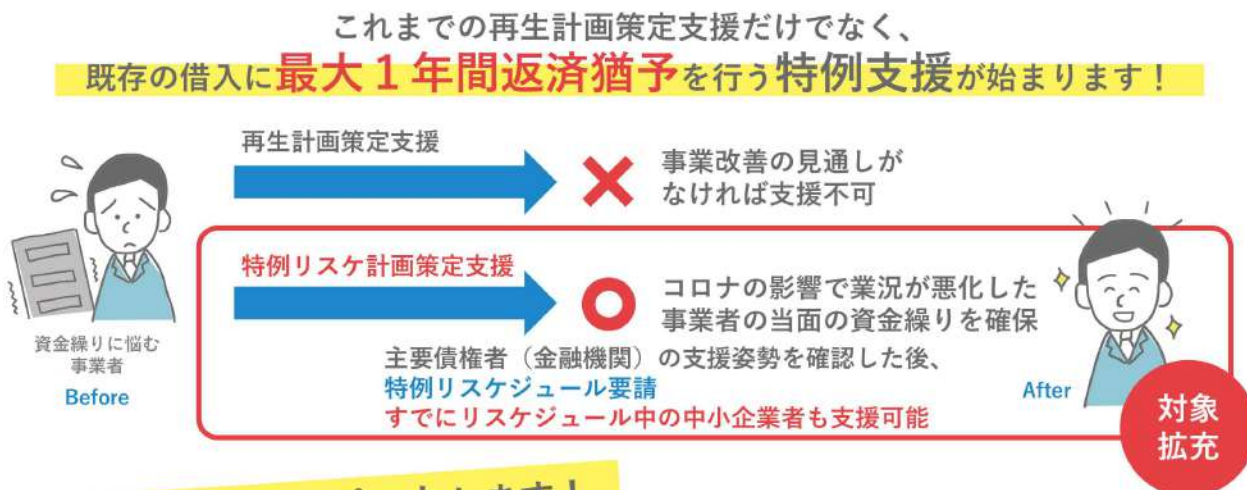 これまでの再生計画策定支援だけでなく、
既存の借入に最大１年間返済猶予を行う特例支援が始まります！
再生計画策定支援
事業改善の見通しが
なければ支援不可
特例リスケ計画策定支援
コロナの影響で業況が悪化した
事業者の当面の資金繰りを確保
資金繰りに悩む
事業者
Before
主要債権者（金融機関）の支援姿勢を確認した後、
特例リスケジュール要請
すでにリスケジュール中の中小企業者も支援可能
After
対象
拡充
します！